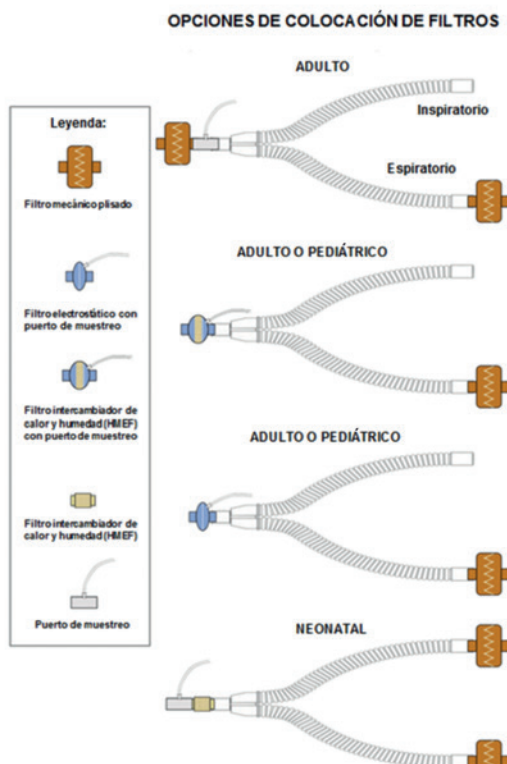 OPCIONES DE COLOCACIÓN DE FILTROS
ADULTO
Inspiratorio
Espiratorio
Leyenda:
Filtro mecánico plisado
Filtro electrostático con
puerto de muestreo
Filtro intercambiador de
calor y humedad (HMEF)
con puerto de muestreo
Filtro intercambiador de
calor y humedad (HMEF)
Puerto de muestreo
ADULTO O PEDIÁTRICO
ADULTO O PEDIÁTRICO
NEONATAL